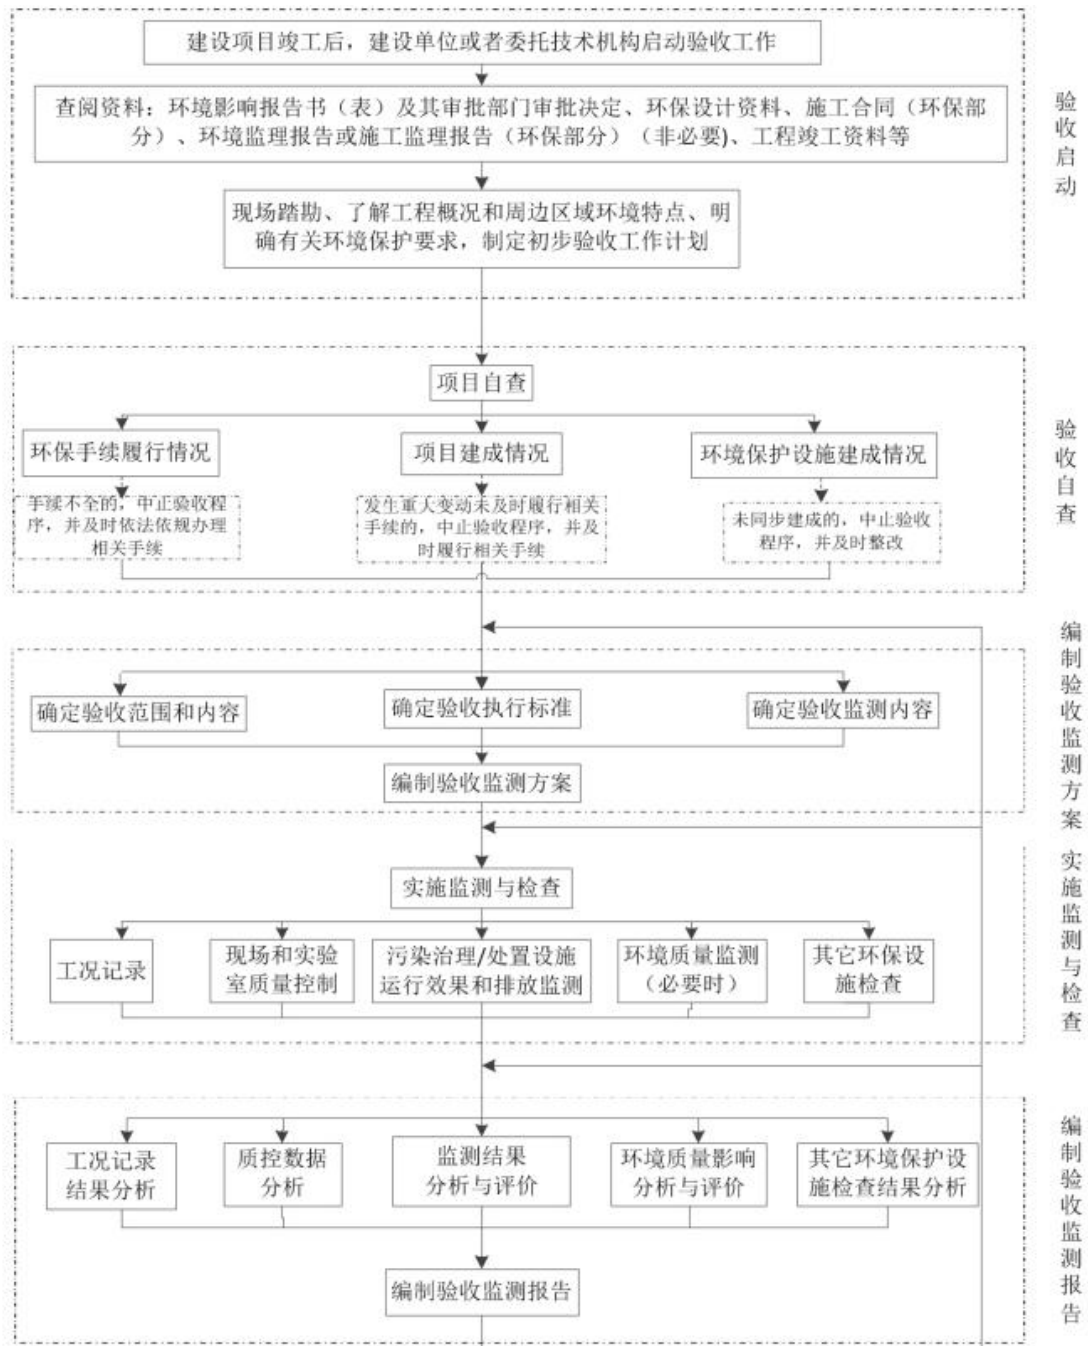 建设项目竣工后，建设单位或者委托技术机构启动验收工作
查阅资料：环境影响报告书（表）及其审批部门审批决定、环保设计资料、施工合同（环保部
分）、环境监理报告或施工监理报告（环保部分）（非必要)、工程竣工资料等
现场踏勘、了解工程概况和周边区域环境特点、明
确有关环境保护要求，制定初步验收工作计划
验收启动
项目自查
环保手续履行情况
项目建成情况
环境保护设施建成情况
手续不全的，中止验收程
序，并及时依法依规办理
相关手续
发生重大变动未及时履行相关
手续的，中止验收程序，并及
时履行相关手续
未同步建成的，中止验收
程序，并及时整改
验收自查
确定验收范围和内容
确定验收执行标准
确定验收监测内容
编制验收监测方案
编制验收监测方案
实施监测与检查
工况记录
现场和实验
室质量控制
污染治理/处置设施
运行效果和排放监测
环境质量监测
（必要时）
其它环保设
施检查
实施监测与检查
工况记录
结果分析
质控数据
分析
监测结果
分析与评价
环境质量影响
分析与评价
其它环境保护设
施检查结果分析
编制验收监测报告
编制验收监测报告